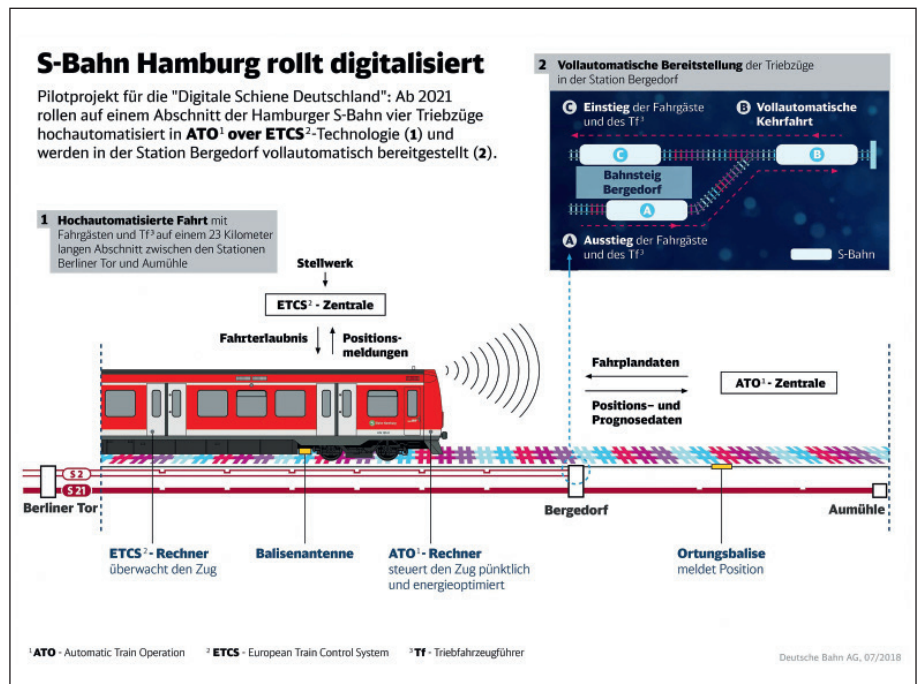 S-Bahn Hamburg rollt digitalisiert
Pilotprojekt für die "Digitale Schiene Deutschland": Ab 2021
rollen auf einem Abschnitt der Hamburger S-Bahn vier Triebzüge
hochautomatisiert in ATO¹ over ETCS²-Technologie (1) und
werden in der Station Bergedorf vollautomatisch bereitgestellt (2).
2 Vollautomatische Bereitstellung der Triebzüge
in der Station Bergedorf
C Einstieg der Fahrgäste
und des Tf³
B Vollautomatische
Kehrfahrt
C
B
Bahnsteig
Bergedorf
A
A Ausstieg der Fahrgäste
und des Tf³
S-Bahn
1 Hochautomatisierte Fahrt mit
Fahrgästen und Tf³ auf einem 23 Kilometer
langen Abschnitt zwischen den Stationen
Berliner Tor und Aumühle
Stellwerk
ETCS² - Zentrale
Fahrterlaubnis
Positions-
meldungen
Fahrplandaten
ATO¹ - Zentrale
Positions– und
Prognosedaten
S 2
S 21
Berliner Tor
Bergedorf
Aumühle
ETCS² - Rechner
überwacht den Zug
Balisenantenne
ATO¹ - Rechner
steuert den Zug pünktlich
und energieoptimiert
Ortungsbalise
meldet Position
¹ ATO - Automatic Train Operation
² ETCS - European Train Control System
³ Tf - Triebfahrzeugführer
Deutsche Bahn AG, 07/2018